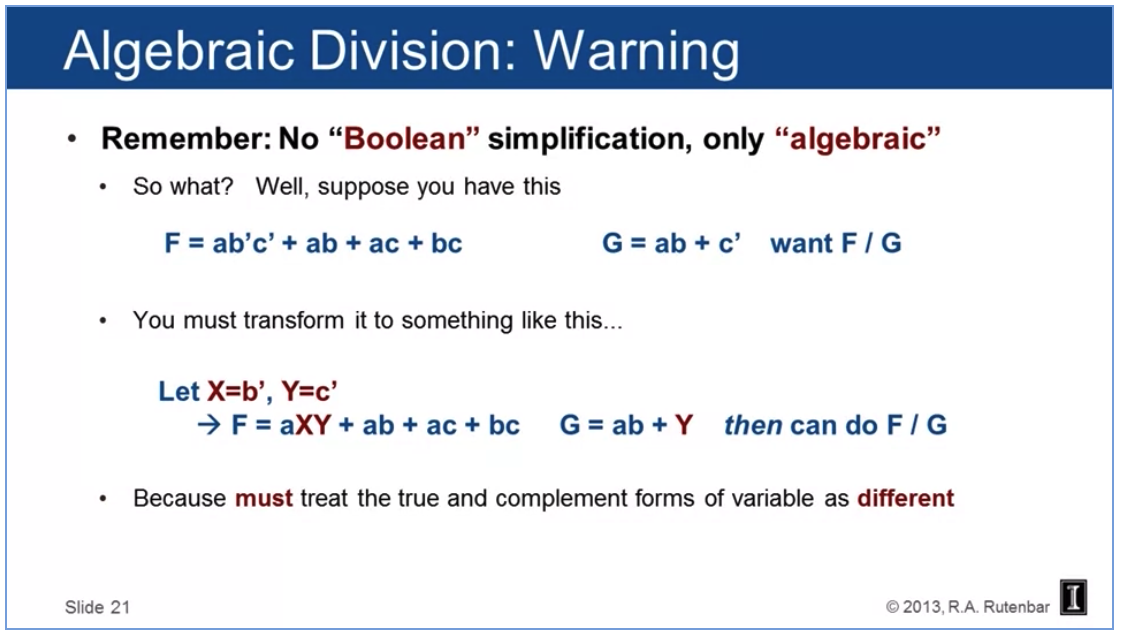 Algebraic Division: Warning
• Remember: No “Boolean” simplification, only “algebraic”
• So what? Well, suppose you have this
F = ab’c’ + ab + ac + bc G = ab + c’ want F / G
• You must transform it to something like this...
Let X=b’, Y=c’
→ F = aXY + ab + ac + bc G = ab + Y then can do F / G
• Because must treat the true and complement forms of variable as different
Slide 21
© 2013, R.A. Rutenbar I